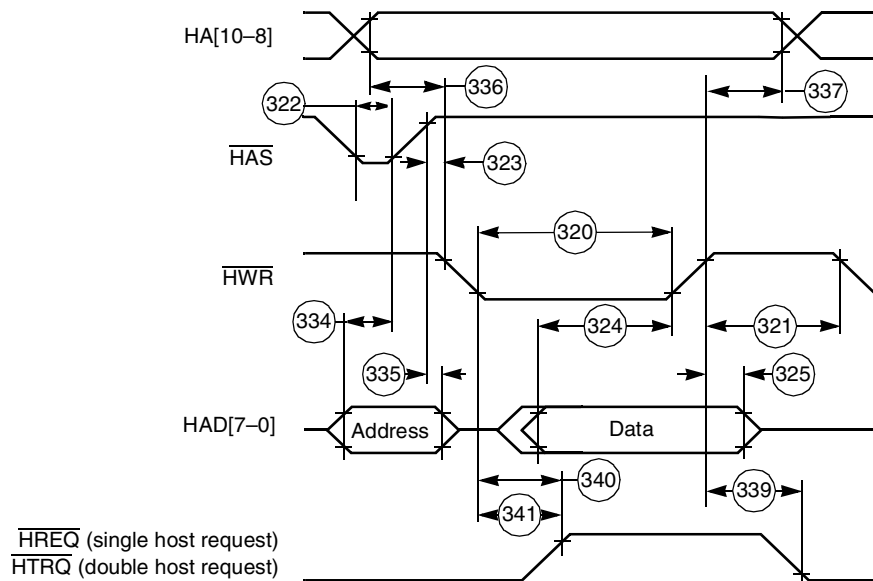 HA[10–8]
336
337
322
HAS
323
320
HWR
334
324
321
335
325
HAD[7–0]
Address
Data
340
341
339
HREQ (single host request)
HTRQ (double host request)